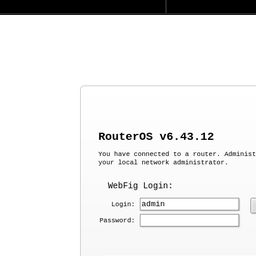 RouterOS v6.43.12
You have connected to a router. Administ
your local network administrator.
WebFig Login:
Login: admin
Password: